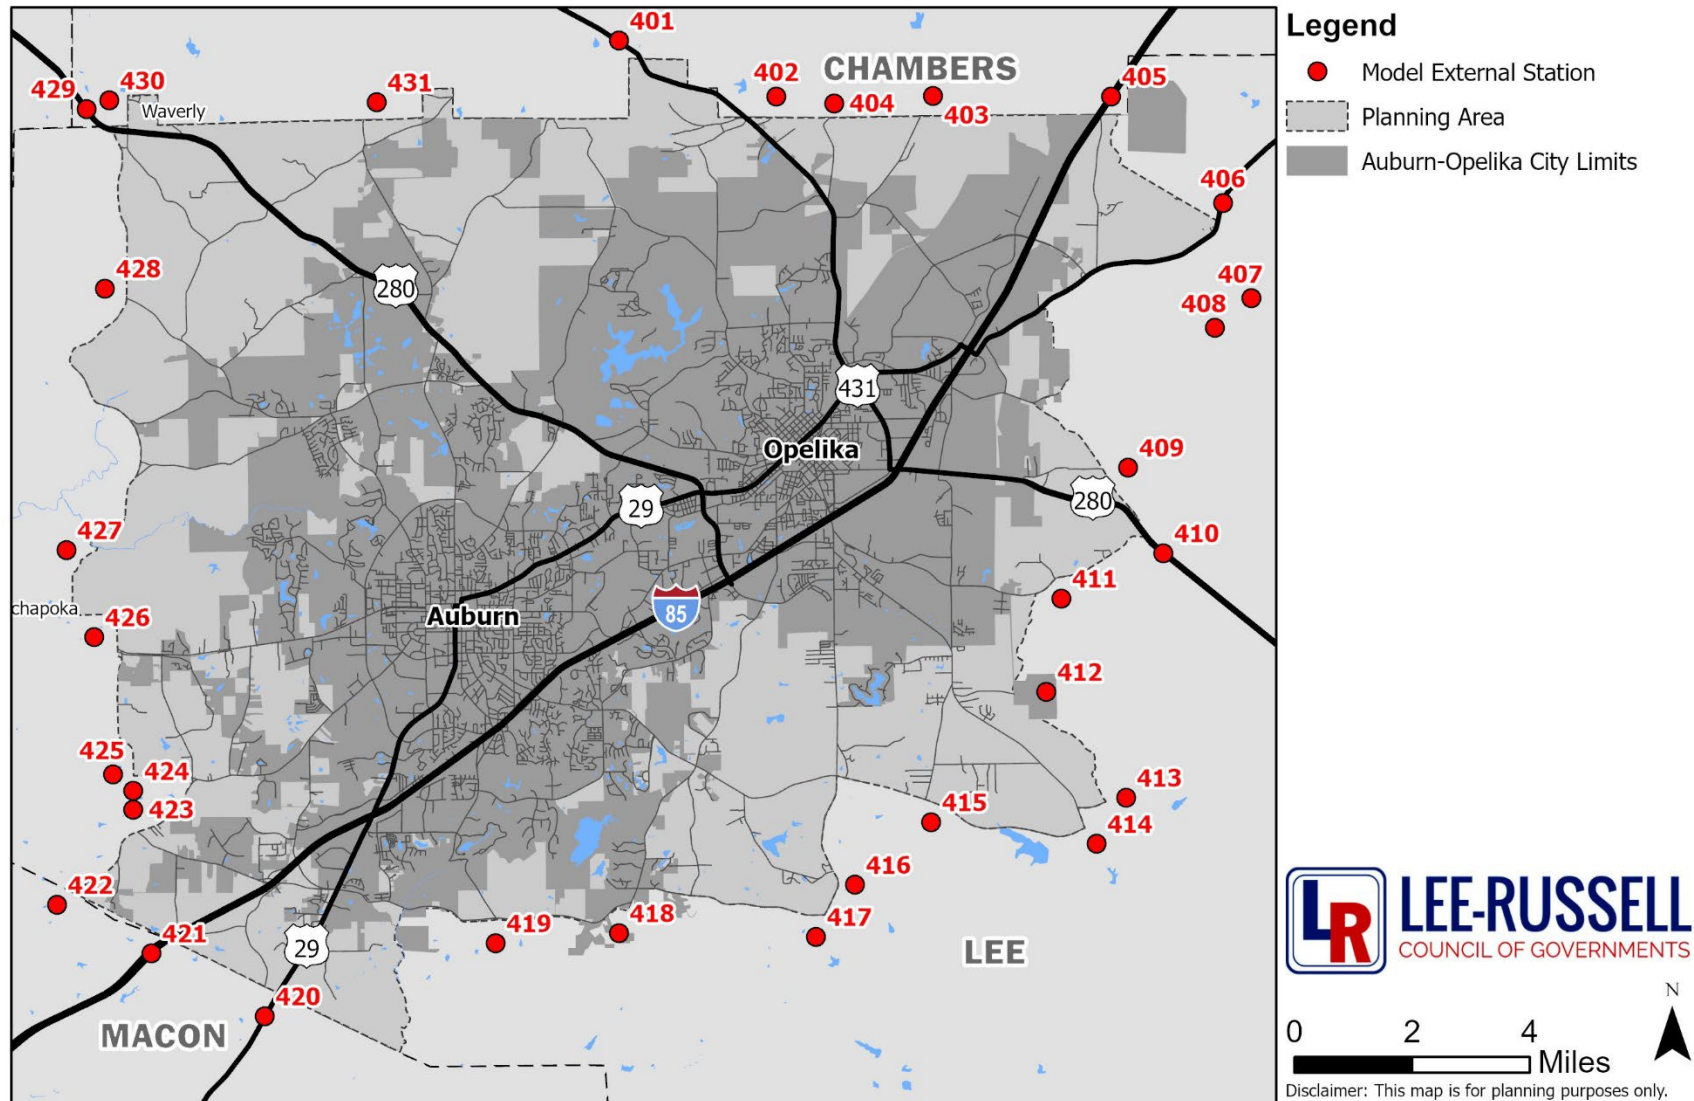 401
402
CHAMBERS
405
429
430
431
404
403
Waverly
406
428
280
407
408
431
Opelika
409
29
280
427
410
411
chapoka
426
Auburn
85
412
425
424
423
413
415
414
422
416
421
419
418
417
29
LEE
420
MACON
Legend
Model External Station
Planning Area
Auburn-Opelika City Limits
LR
LEE-RUSSELL
COUNCIL OF GOVERNMENTS
N
0 2 4
Miles
Disclaimer: This map is for planning purposes only.